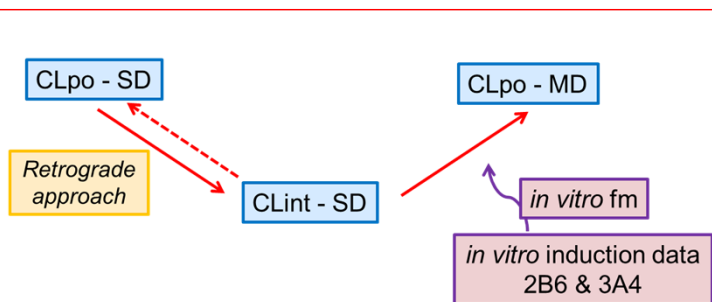 CLpo - SD
CLpo - MD
Retrograde
approach
CLint - SD
in vitro fm
in vitro induction data
2B6 & 3A4